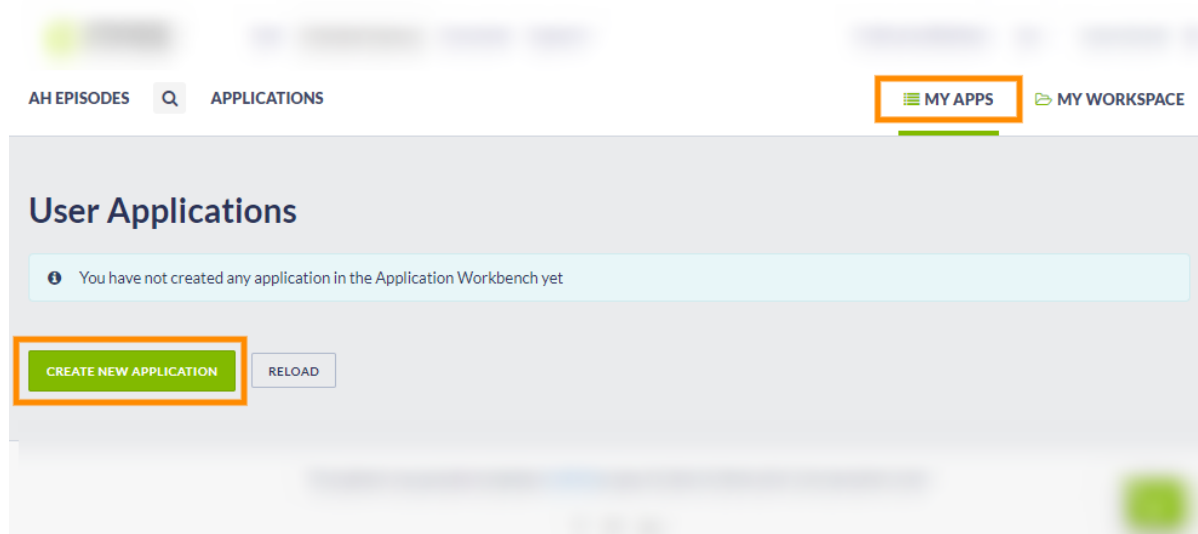 AH EPISODES APPLICATIONS MY APPS MY WORKSPACE
User Applications
You have not created any application in the Application Workbench yet
CREATE NEW APPLICATION RELOAD